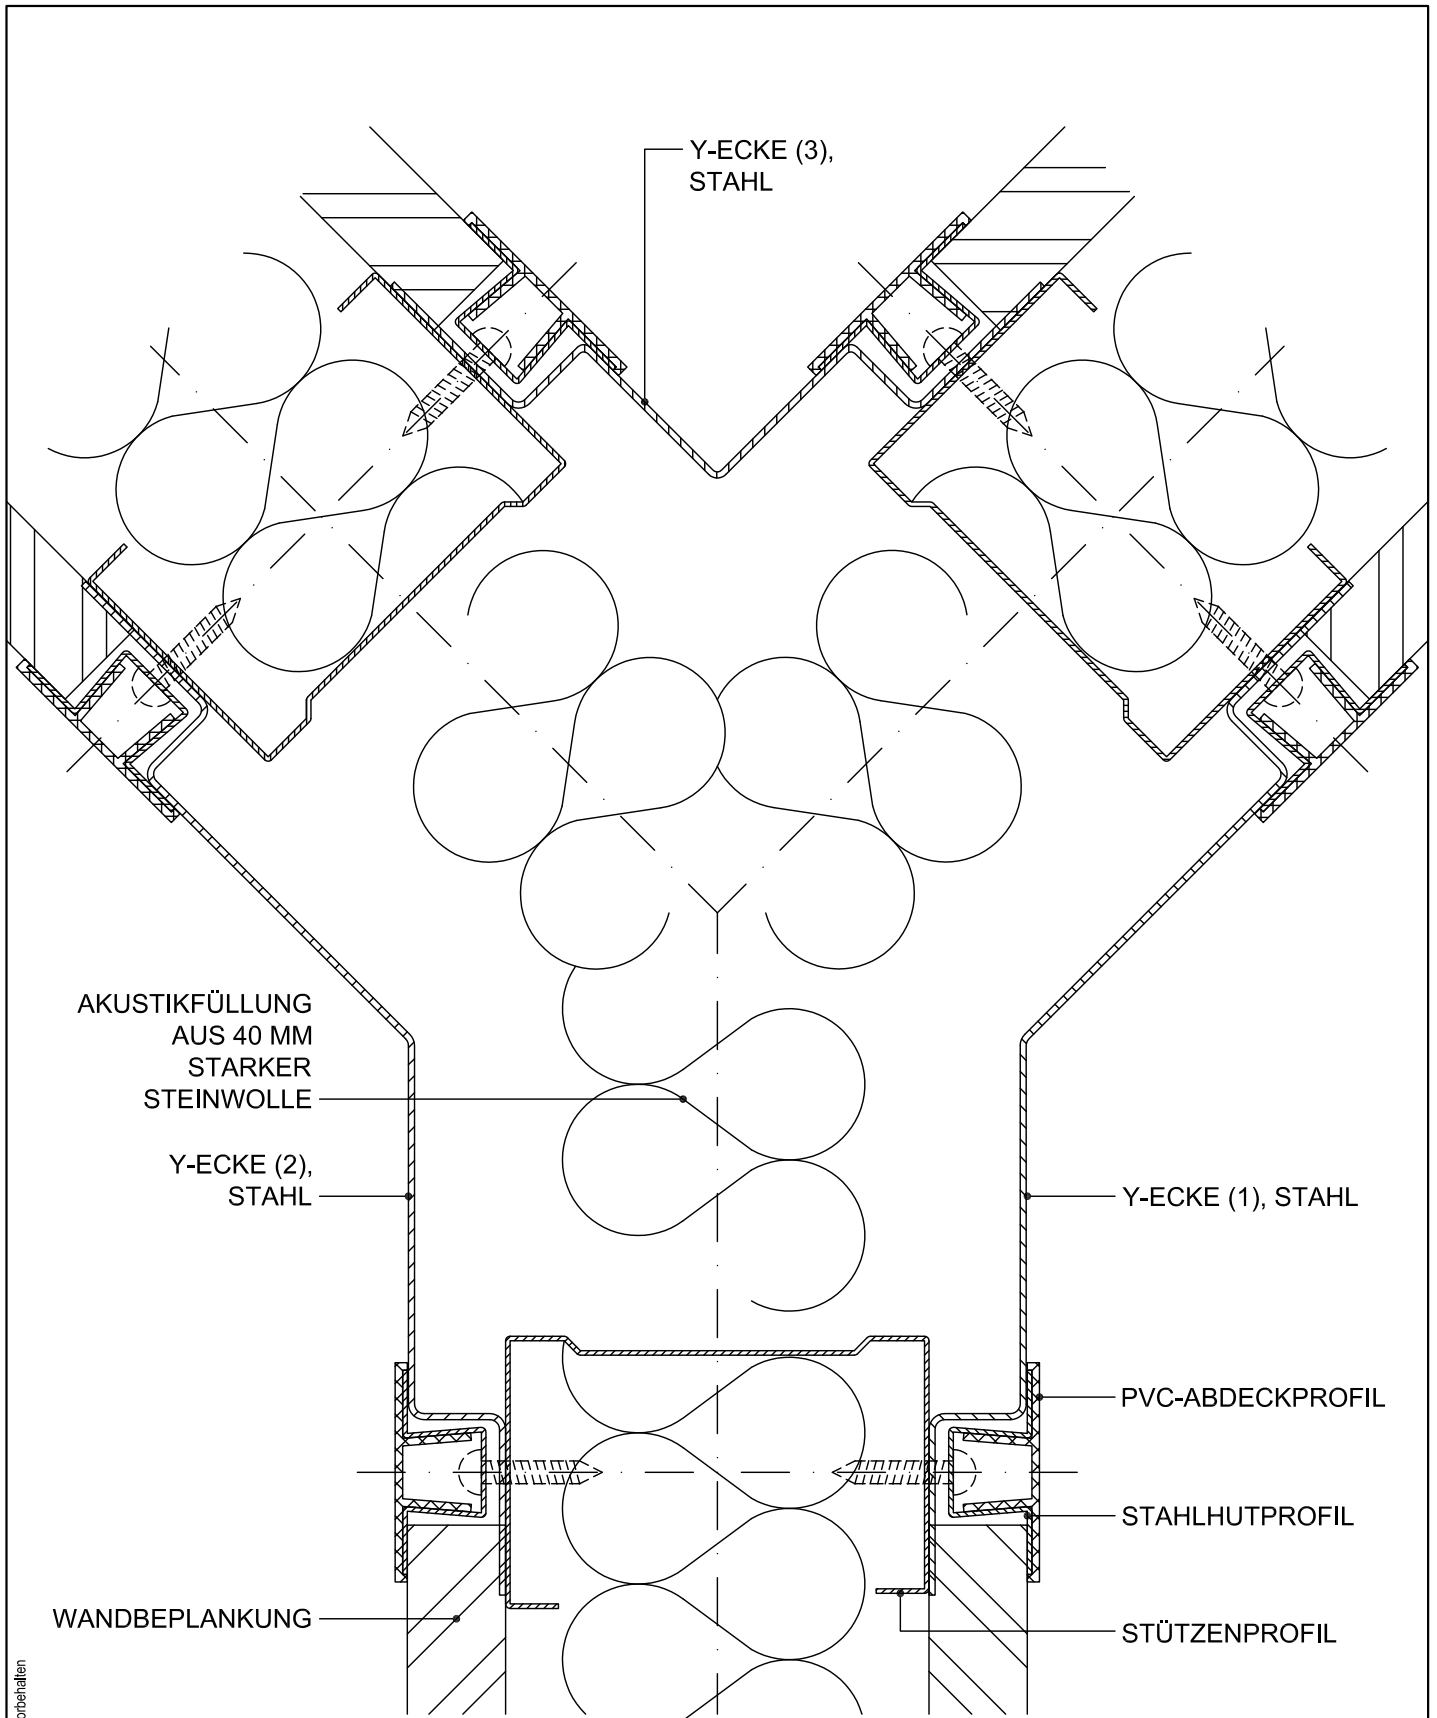 Y-ECKE (3),
STAHL
AKUSTIKFÜLLUNG
AUS 40 MM
STARKER
STEINWOLLE
Y-ECKE (2),
STAHL
Y-ECKE (1), STAHL
PVC-ABDECKPROFIL
STAHLHUTPROFIL
WANDBEPLANKUNG
STÜTZENPROFIL
orbehalten